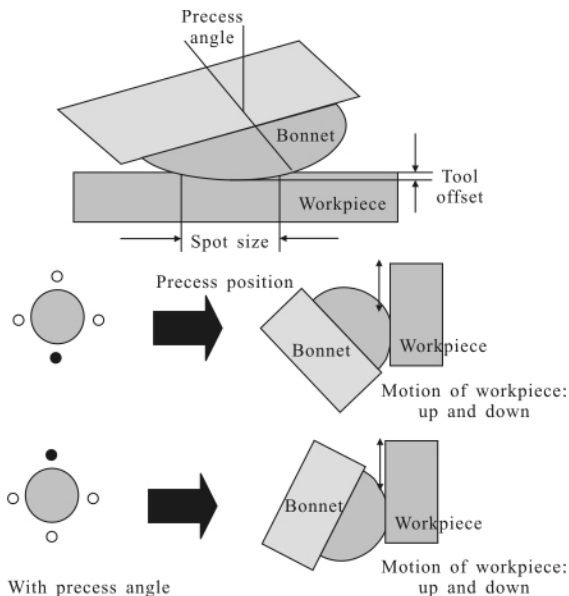 Precess
angle
Bonnet
Tool
offset
Workpiece
Spot size
Precess position
Bonnet
Workpiece
Motion of workpiece:
up and down
Bonnet
Workpiece
With precess angle
Motion of workpiece:
up and down